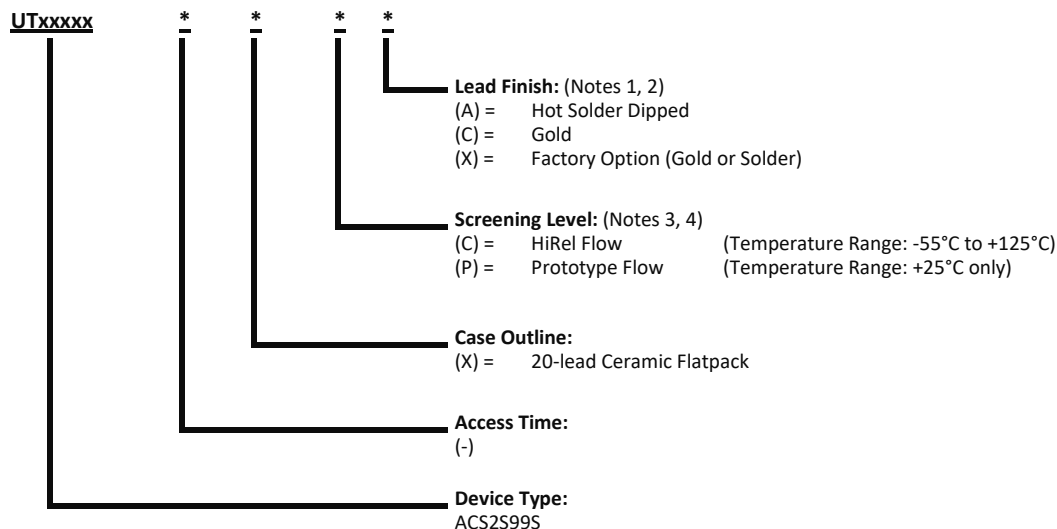 UTxxxxx * * * *
Lead Finish: (Notes 1, 2)
(A) = Hot Solder Dipped
(C) = Gold
(X) = Factory Option (Gold or Solder)
Screening Level: (Notes 3, 4)
(C) = HiRel Flow (Temperature Range: -55°C to +125°C)
(P) = Prototype Flow (Temperature Range: +25°C only)
Case Outline:
(X) = 20-lead Ceramic Flatpack
Access Time:
(-)
Device Type:
ACS2S99S